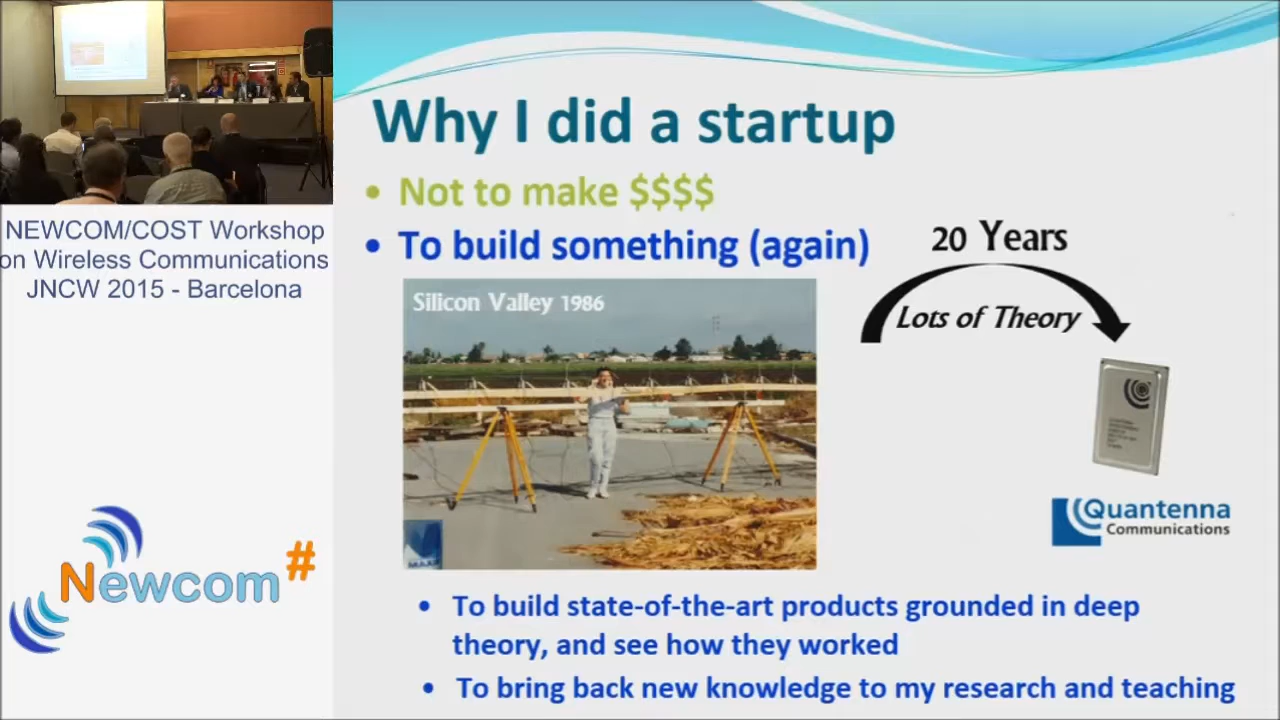 NEWCOM/COST Workshop
on Wireless Communications
JNCW 2015 - Barcelona
Newcom#
Why I did a startup
• Not to make $$$$
• To build something (again)
20 Years
Lots of Theory
Silicon Valley 1986
Quantenna
Communications
• To build state-of-the-art products grounded in deep
theory, and see how they worked
• To bring back new knowledge to my research and teaching